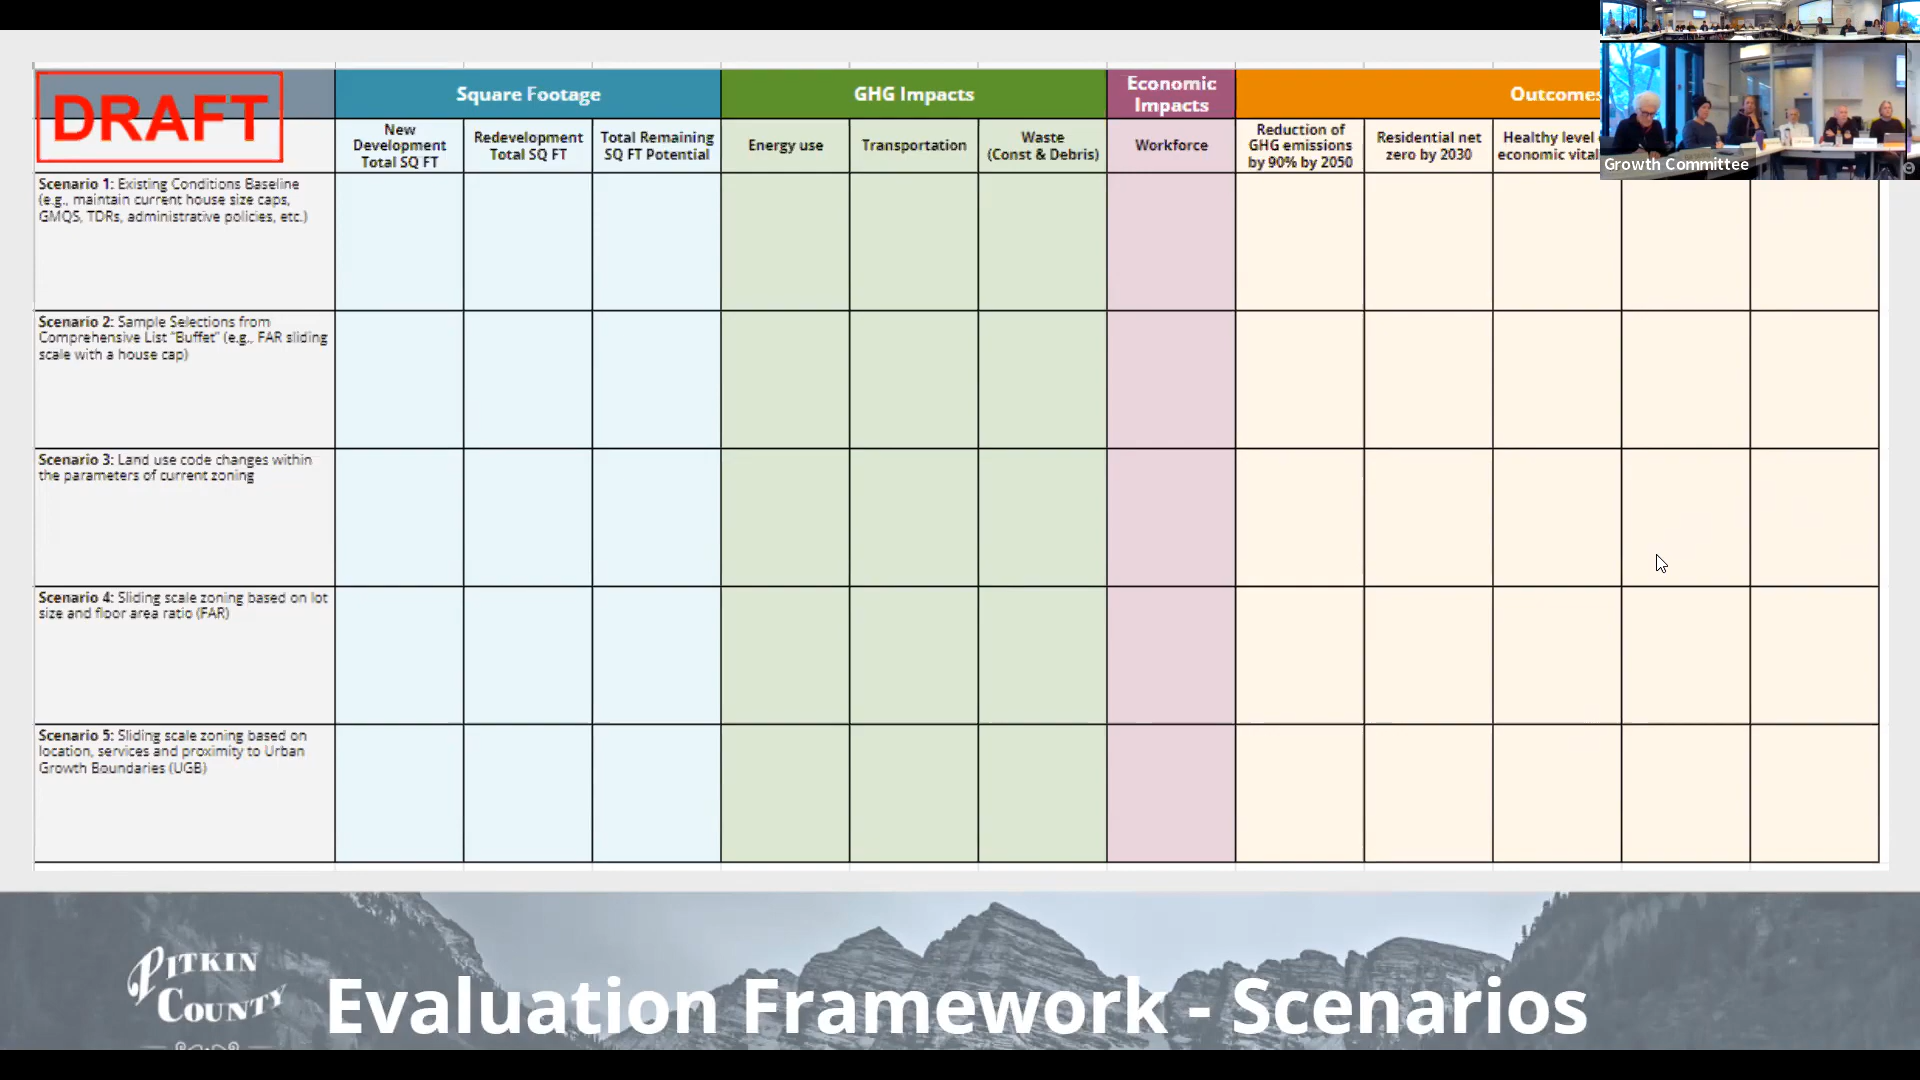 DRAFT
Square Footage
GHG Impacts
Economic
Impacts
Outcomes
New
Development
Total SQ FT
Redevelopment
Total SQ FT
Total Remaining
SQ FT Potential
Energy use
Transportation
Waste
(Const & Debris)
Workforce
Reduction of
GHG emissions
by 90% by 2050
Residential net
zero by 2030
Healthy level
economic
Growth Committee
Scenario 1: Existing Conditions Baseline
(e.g., maintain current house size caps,
GMQS, TDRs, administrative policies, etc.)
Scenario 2: Sample Selections from
Comprehensive List "Buffet" (e.g., FAR sliding
scale with a house cap)
Scenario 3: Land use code changes within
the parameters of current zoning
Scenario 4: Sliding scale zoning based on lot
size and floor area ratio (FAR)
Scenario 5: Sliding scale zoning based on
location, services and proximity to Urban
Growth Boundaries (UGB)
PITKIN
COUNTY
Evaluation Framework - Scenarios